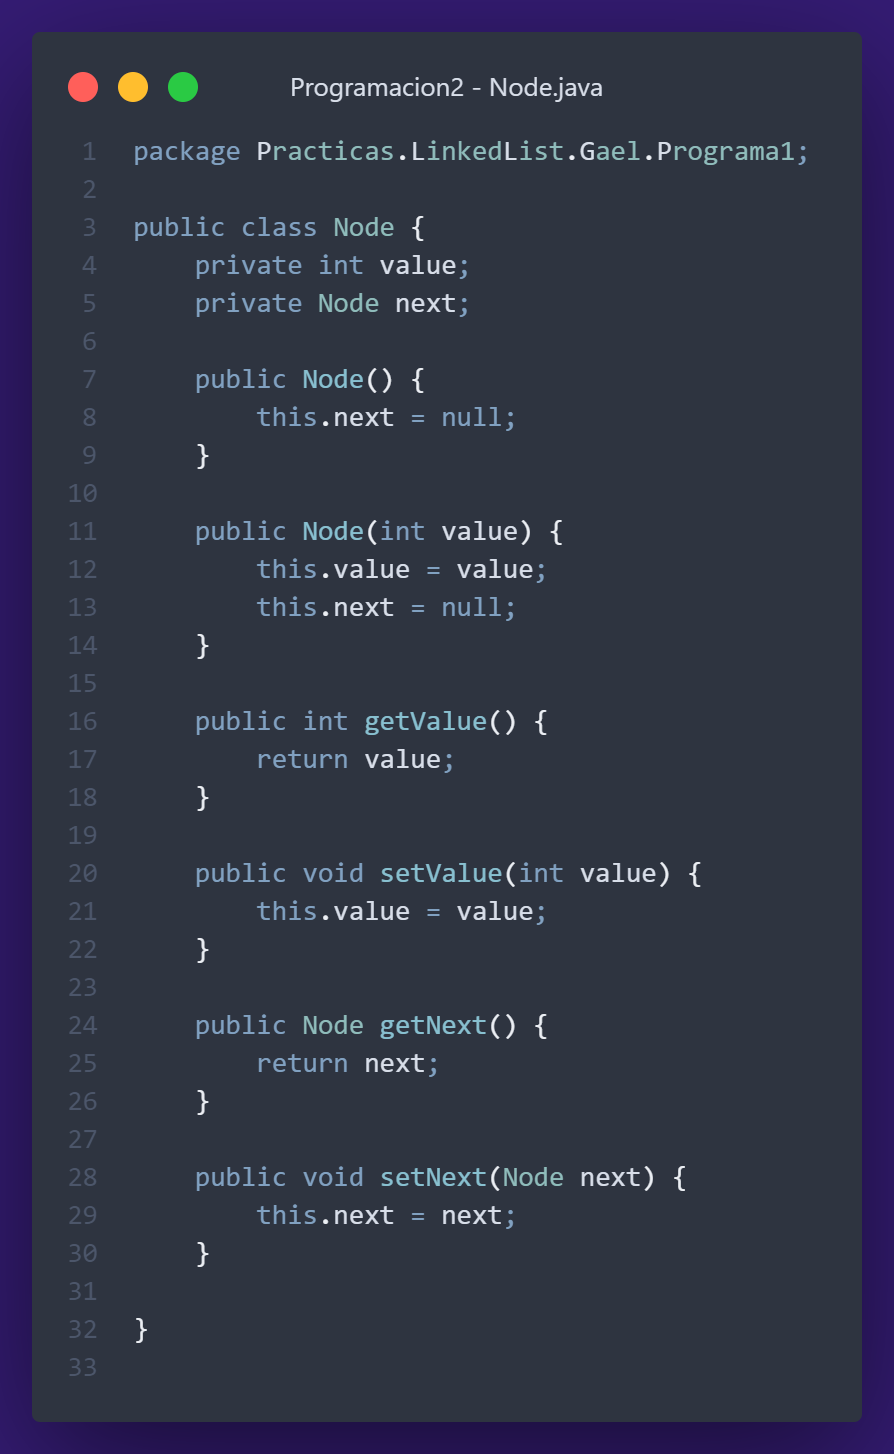 Programacion2 - Node.java
1 package Practicas.LinkedList.Gael.Programa1;
2
3 public class Node {
4     private int value;
5     private Node next;
6
7     public Node() {
8         this.next = null;
9     }
10
11     public Node(int value) {
12         this.value = value;
13         this.next = null;
14     }
15
16     public int getValue() {
17         return value;
18     }
19
20     public void setValue(int value) {
21         this.value = value;
22     }
23
24     public Node getNext() {
25         return next;
26     }
27
28     public void setNext(Node next) {
29         this.next = next;
30     }
31
32 }
33